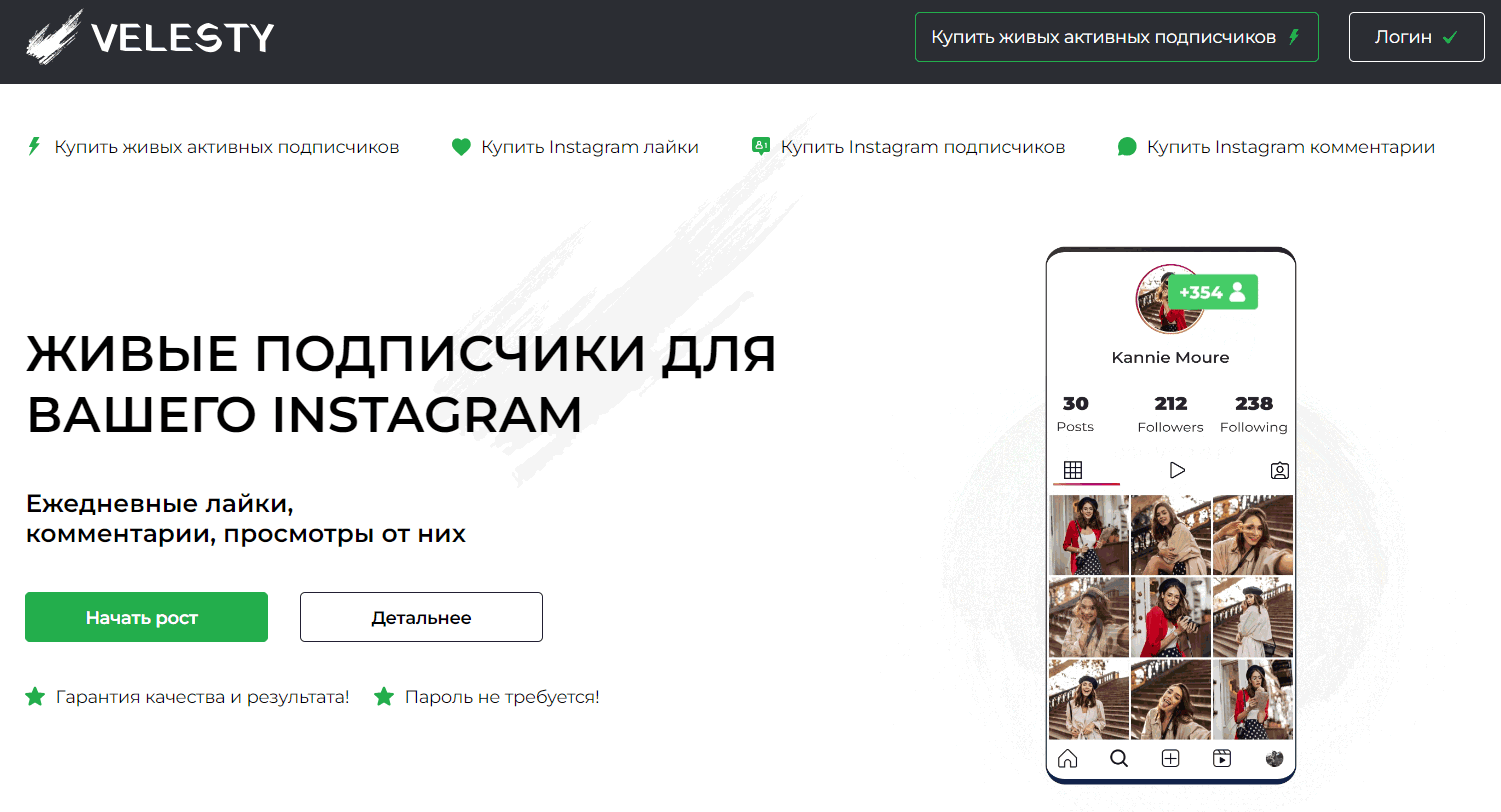 VELESTY
Купить живых активных подписчиков
Логин
Купить живых активных подписчиков
Купить Instagram лайки
Купить Instagram подписчиков
Купить Instagram комментарии
ЖИВЫЕ ПОДПИСЧИКИ ДЛЯ
ВАШЕГО INSTAGRAM
Ежедневные лайки,
комментарии, просмотры от них
Начать рост
Детальнее
Гарантия качества и результата!
Пароль не требуется!
+354
Kannie Moure
30
212
238
Posts
Followers
Following